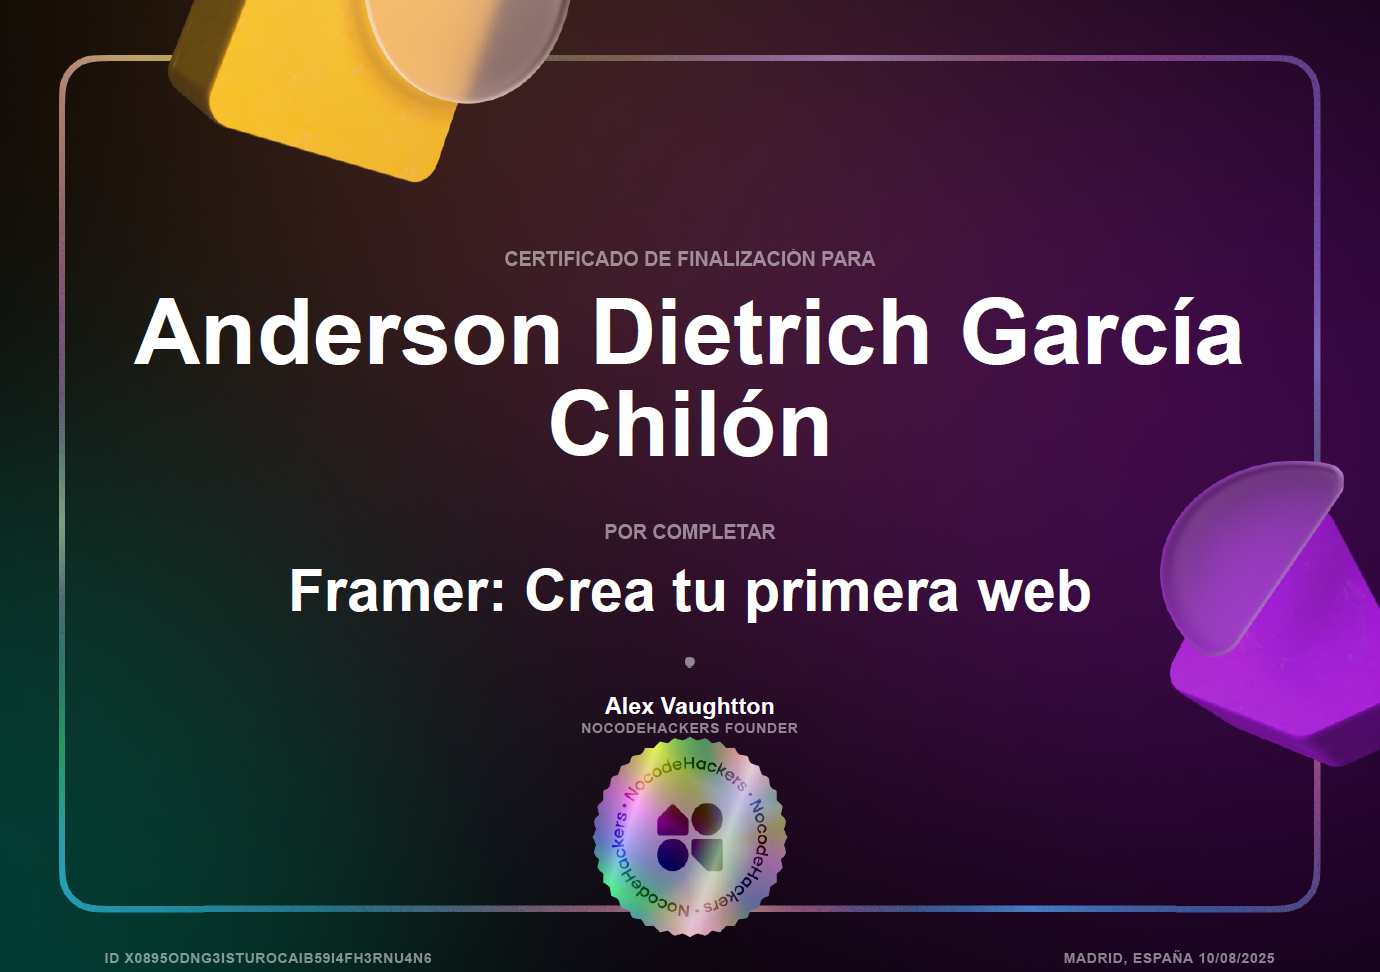 CERTIFICADO DE FINALIZACIÓN PARA
Anderson Dietrich García
Chilón
POR COMPLETAR
Framer: Crea tu primera web
Alex Vaughtton
NOCODEHACKERS FOUNDER
NocodeHackers • NocodeHackers • NocodeHackers •
ID X0895ODNG3ISTUROCAIB59I4FH3RNU4N6
MADRID, ESPAÑA 10/08/2025